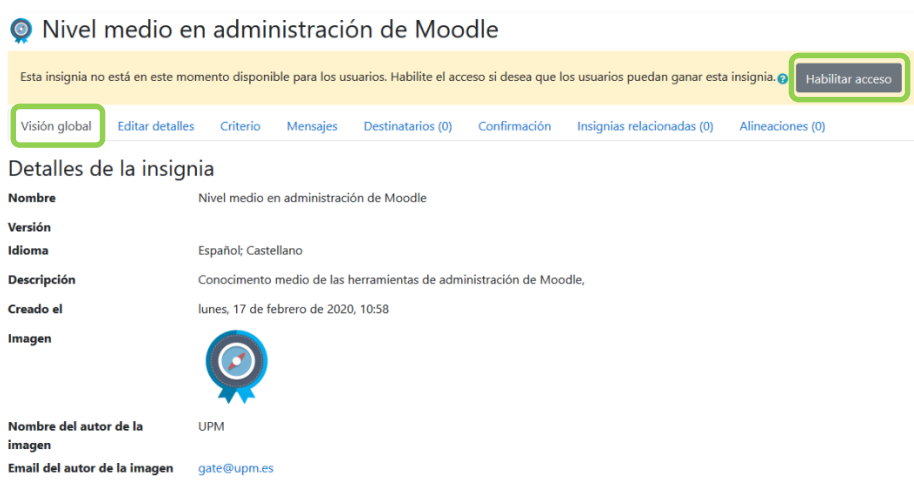 Nivel medio en administración de Moodle
Esta insignia no está en este momento disponible para los usuarios. Habilite el acceso si desea que los usuarios puedan ganar esta insignia. ? Habilitar acceso
Visión global Editar detalles Criterio Mensajes Destinatarios (0) Confirmación Insignias relacionadas (0) Alineaciones (0)
Detalles de la insignia
Nombre Nivel medio en administración de Moodle
Versión
Idioma Español; Castellano
Descripción Conocimento medio de las herramientas de administración de Moodle,
Creado el lunes, 17 de febrero de 2020, 10:58
Imagen
Nombre del autor de la UPM
imagen
Email del autor de la imagen gate@upm.es